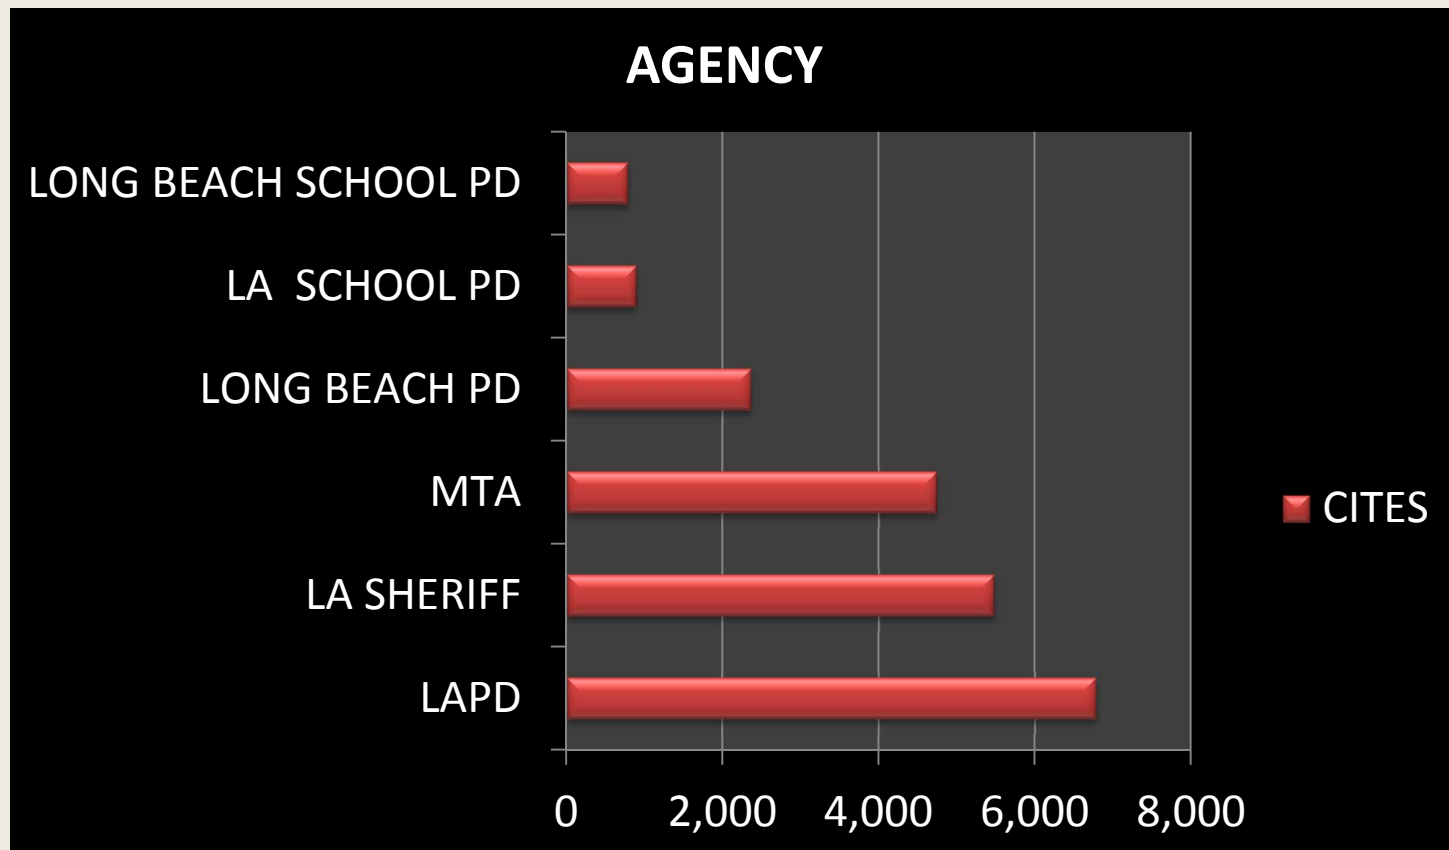 AGENCY
LONG BEACH SCHOOL PD
LA  SCHOOL PD
LONG BEACH PD
MTA
LA SHERIFF
LAPD
CITES
0 2,000 4,000 6,000 8,000